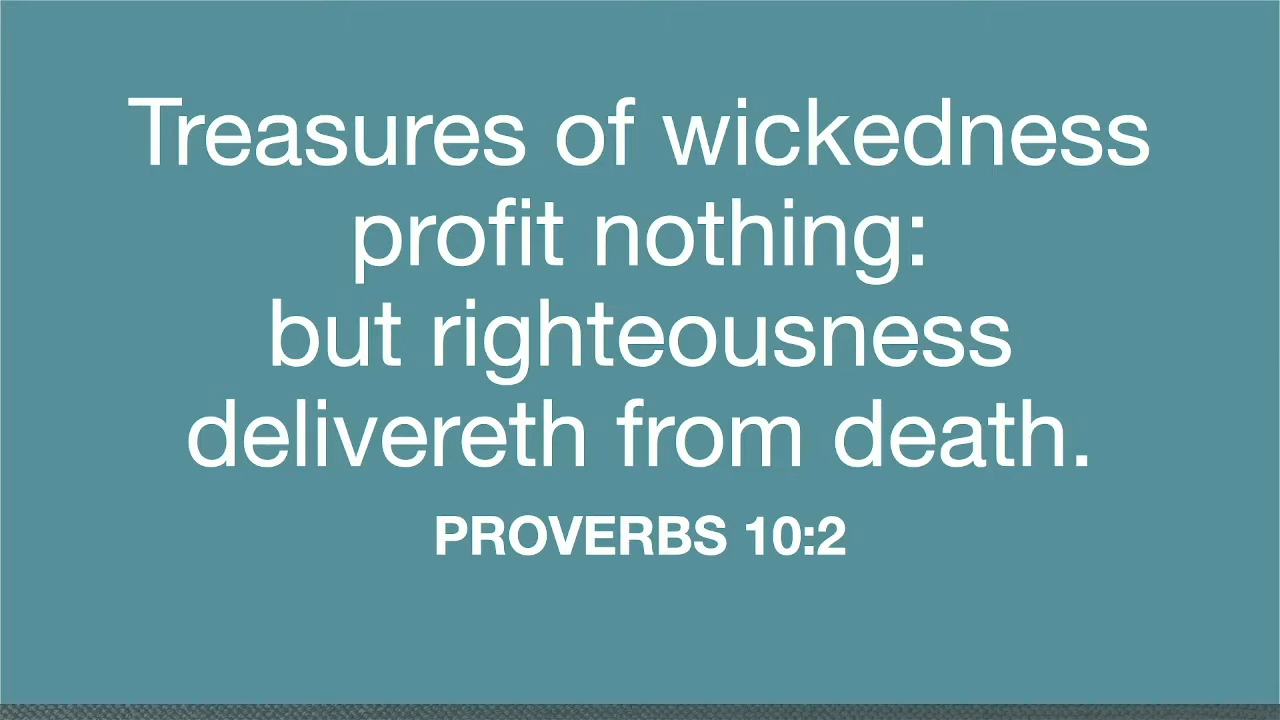 Treasures of wickedness
profit nothing:
but righteousness
delivereth from death.
PROVERBS 10:2